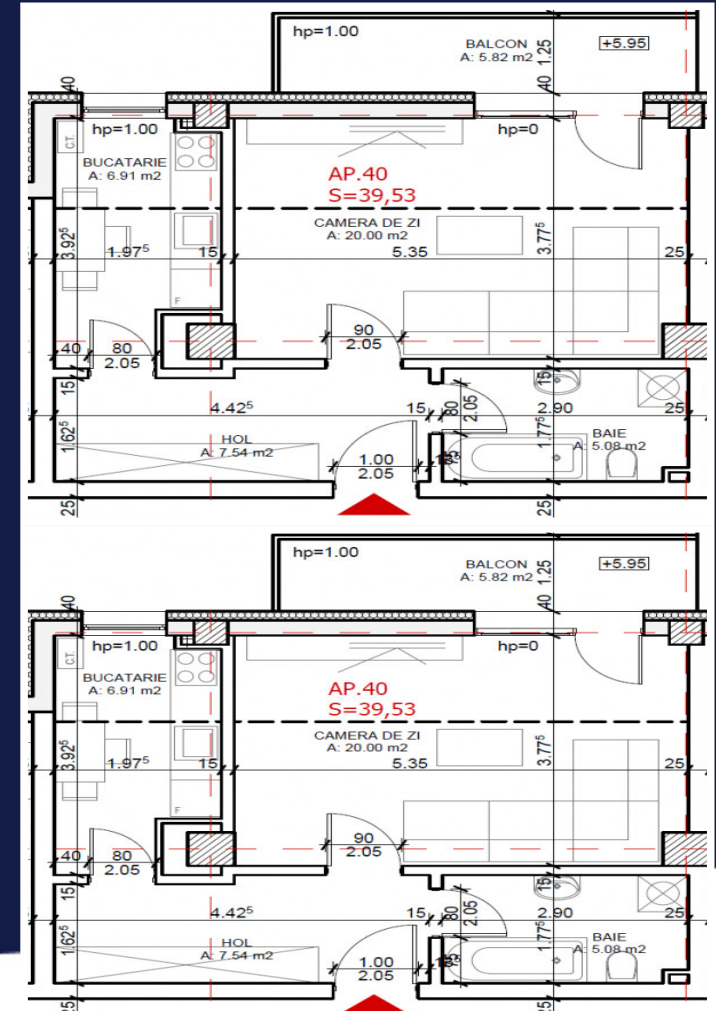 hp=1.00
BALCON
A: 5.82 m2
1.25
+5.95
40
40
hp=1.00
hp=0
C.T.
BUCATARIE
A: 6.91 m2
AP.40
S=39,53
CAMERA DE ZI
A: 20.00 m2
3.92⁵
1.97⁵
15
5.35
3.77⁵
25
F
40
80
2.05
90
2.05
15
4.42⁵
15
80
2.05
15
2.90
25
1.62⁵
HOL
A: 7.54 m2
1.00
2.05
15
1.77⁵
BAIE
A: 5.08 m2
25
25
hp=1.00
BALCON
A: 5.82 m2
1.25
+5.95
40
40
hp=1.00
hp=0
C.T.
BUCATARIE
A: 6.91 m2
AP.40
S=39,53
CAMERA DE ZI
A: 20.00 m2
3.92⁵
1.97⁵
15
5.35
3.77⁵
25
F
40
80
2.05
90
2.05
15
4.42⁵
15
80
2.05
15
2.90
25
1.62⁵
HOL
A: 7.54 m2
1.00
2.05
1.77⁵
BAIE
A: 5.08 m2
25
25